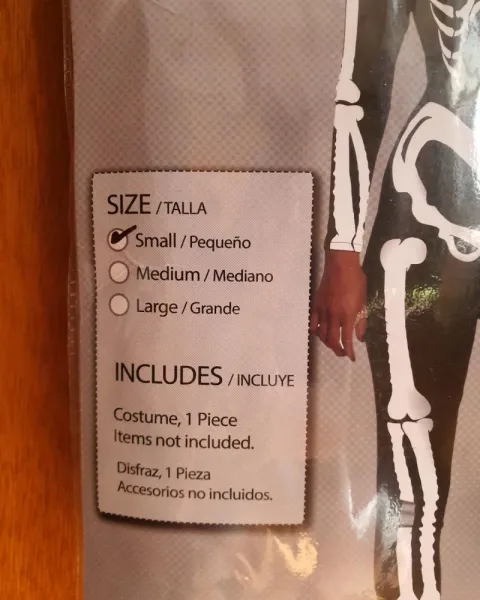 SIZE / TALLA
Small / Pequeño
Medium / Mediano
Large / Grande
INCLUDES / INCLUYE
Costume, 1 Piece
Items not included.
Disfraz, 1 Pieza
Accesorios no incluidos.